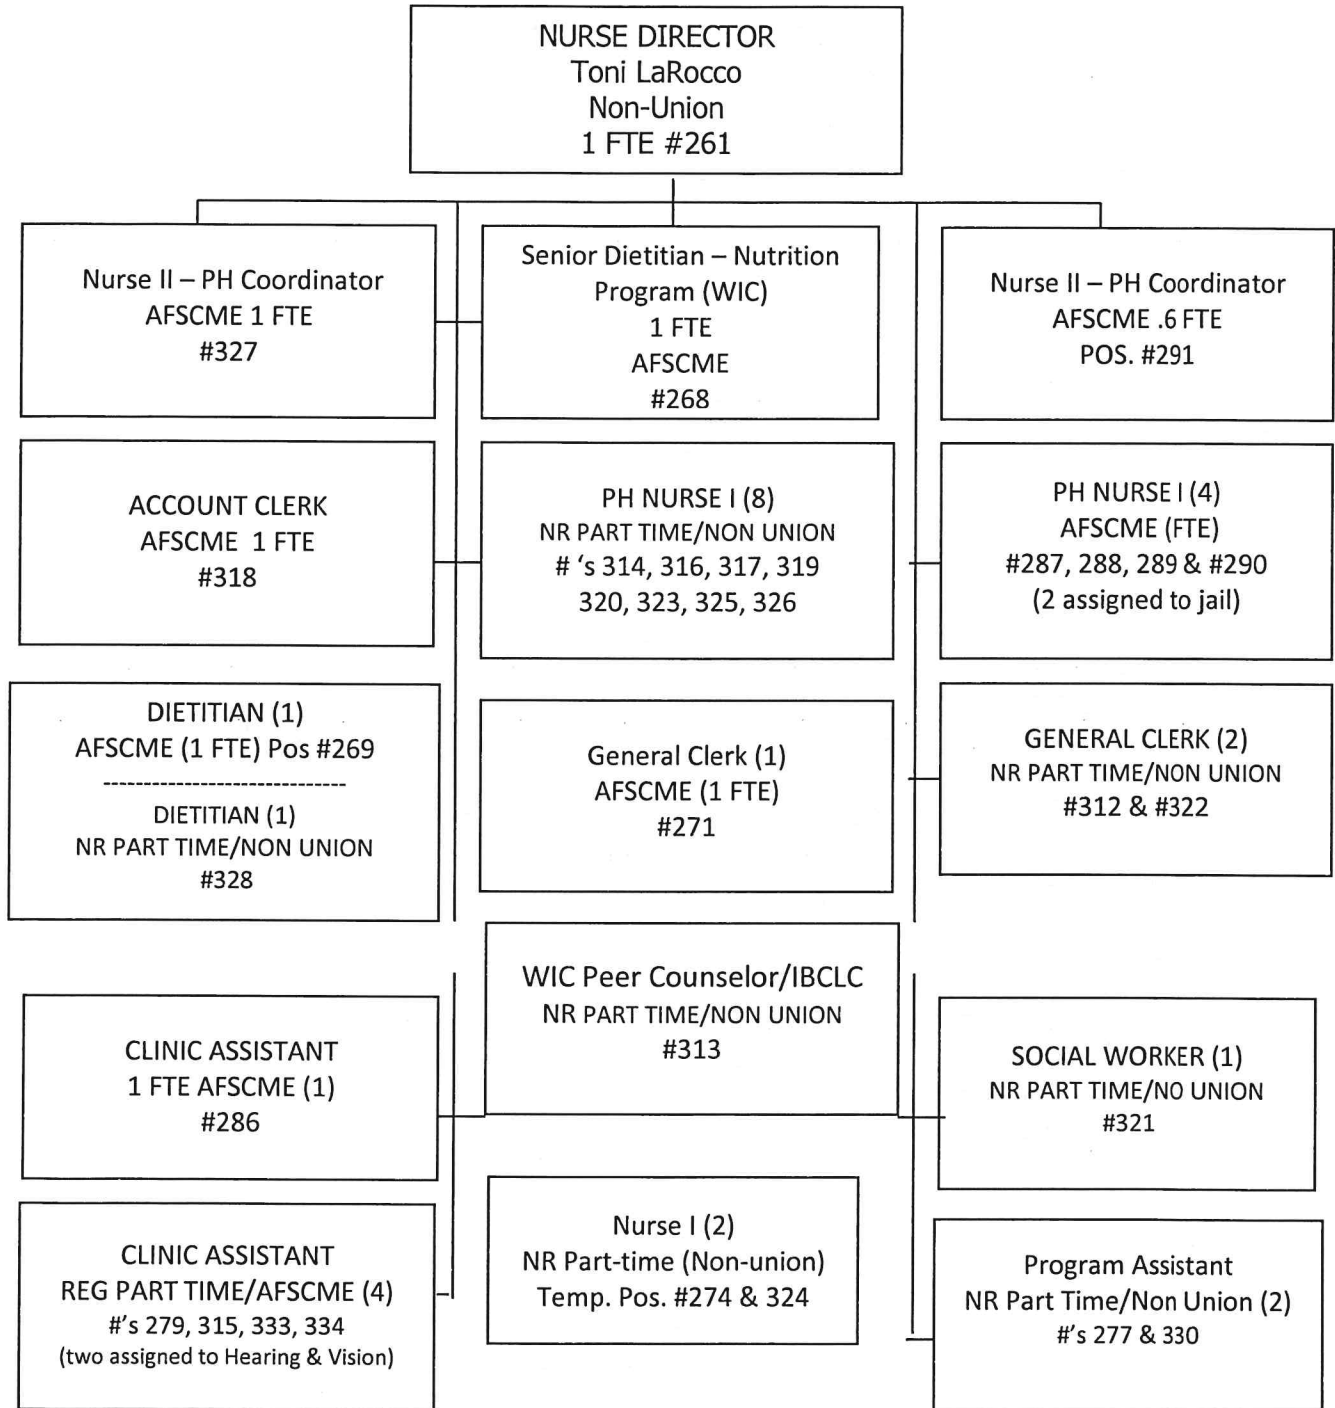 NURSE DIRECTOR
Toni LaRocco
Non-Union
1 FTE #261
Nurse II – PH Coordinator
AFSCME 1 FTE
#327
Senior Dietitian – Nutrition
Program (WIC)
1 FTE
AFSCME
#268
Nurse II – PH Coordinator
AFSCME .6 FTE
POS. #291
ACCOUNT CLERK
AFSCME 1 FTE
#318
PH NURSE I (8)
NR PART TIME/NON UNION
# ‘s 314, 316, 317, 319
320, 323, 325, 326
PH NURSE I (4)
AFSCME (FTE)
#287, 288, 289 & #290
(2 assigned to jail)
DIETITIAN (1)
AFSCME (1 FTE) Pos #269
------------------------------
DIETITIAN (1)
NR PART TIME/NON UNION
#328
General Clerk (1)
AFSCME (1 FTE)
#271
GENERAL CLERK (2)
NR PART TIME/NON UNION
#312 & #322
WIC Peer Counselor/IBCLC
NR PART TIME/NON UNION
#313
CLINIC ASSISTANT
1 FTE AFSCME (1)
#286
SOCIAL WORKER (1)
NR PART TIME/NO UNION
#321
CLINIC ASSISTANT
REG PART TIME/AFSCME (4)
#’s 279, 315, 333, 334
(two assigned to Hearing & Vision)
Nurse I (2)
NR Part-time (Non-union)
Temp. Pos. #274 & 324
Program Assistant
NR Part Time/Non Union (2)
#’s 277 & 330